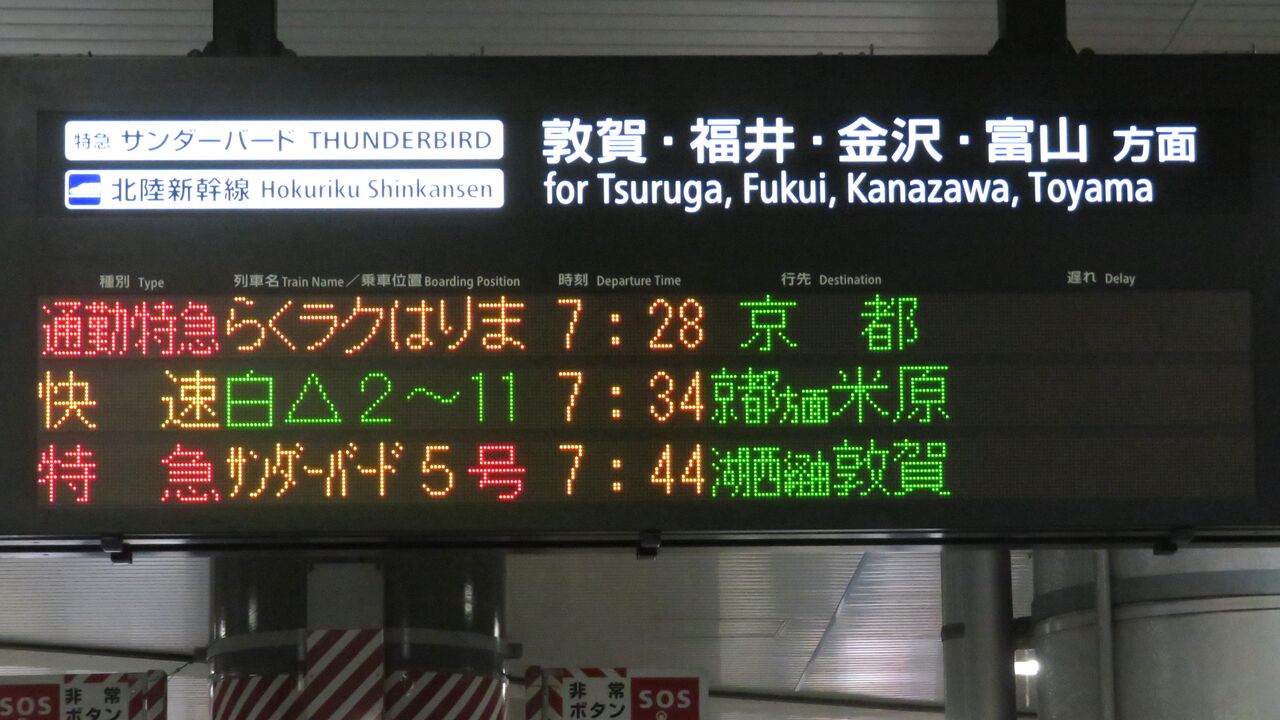 特急 サンダーバード THUNDERBIRD
北陸新幹線 Hokuriku Shinkansen
敦賀・福井・金沢・富山 方面
for Tsuruga, Fukui, Kanazawa, Toyama
種別 Type 列車名 Train Name／乗車位置 Boarding Position 時刻 Departure Time 行先 Destination 遅れ Delay
通勤特急 らくラクはりま 7:28 京都
快速 白△2～11 7:34 京都方面米原
特急 サンダーバード5号 7:44 湖西経由敦賀
SOS 非常
ボタン
非常
ボタン SOS